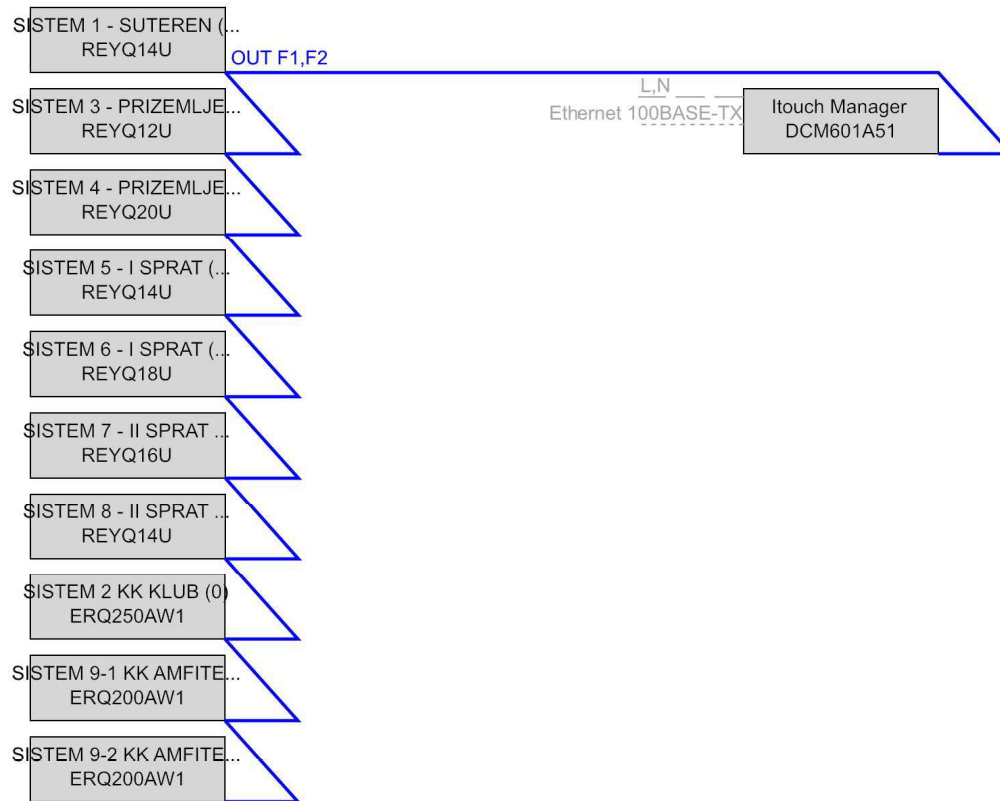 SISTEM 1 - SUTEREN (...
REYQ14U
OUT F1,F2
L,N
Ethernet 100BASE-TX
Itouch Manager
DCM601A51
SISTEM 3 - PRIZEMLJE...
REYQ12U
SISTEM 4 - PRIZEMLJE...
REYQ20U
SISTEM 5 - I SPRAT (...
REYQ14U
SISTEM 6 - I SPRAT (...
REYQ18U
SISTEM 7 - II SPRAT ...
REYQ16U
SISTEM 8 - II SPRAT ...
REYQ14U
SISTEM 2 KK KLUB (0)
ERQ250AW1
SISTEM 9-1 KK AMFITE...
ERQ200AW1
SISTEM 9-2 KK AMFITE...
ERQ200AW1